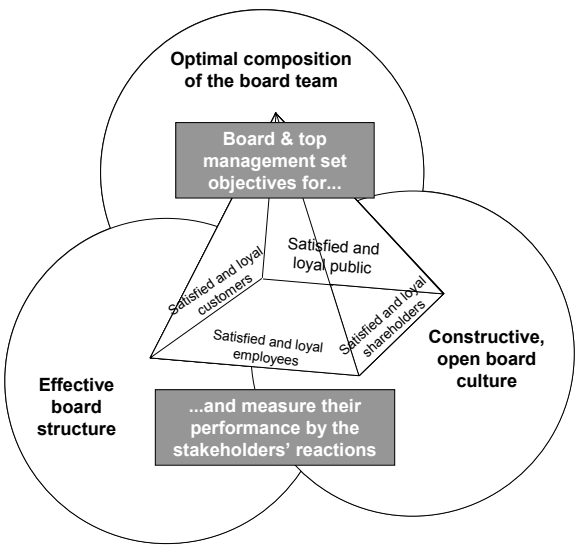 Optimal composition
of the board team
Board & top
management set
objectives for...
Satisfied and loyal
customers
Satisfied and
loyal public
Satisfied and loyal
employees
Satisfied and loyal
shareholders
Constructive,
open board
culture
Effective
board
structure
...and measure their
performance by the
stakeholders’ reactions